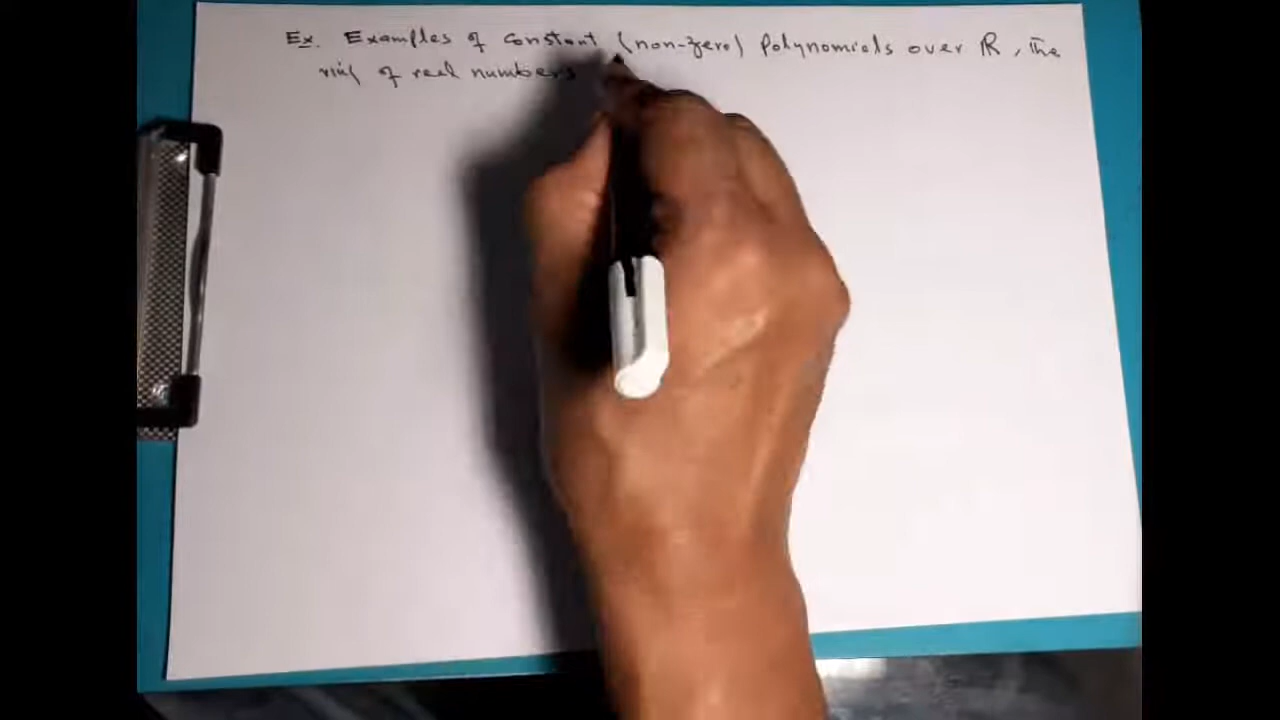 Ex. Examples of constant (non-zero) polynomials over R, the
ring of real numbers